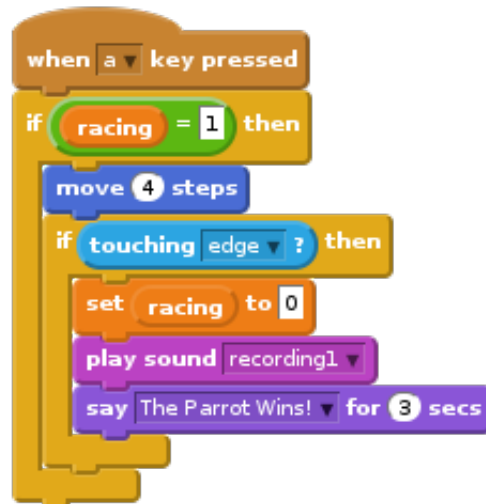 when a key pressed
if racing = 1 then
move 4 steps
if touching edge ? then
set racing to 0
play sound recording1
say The Parrot Wins! for 3 secs